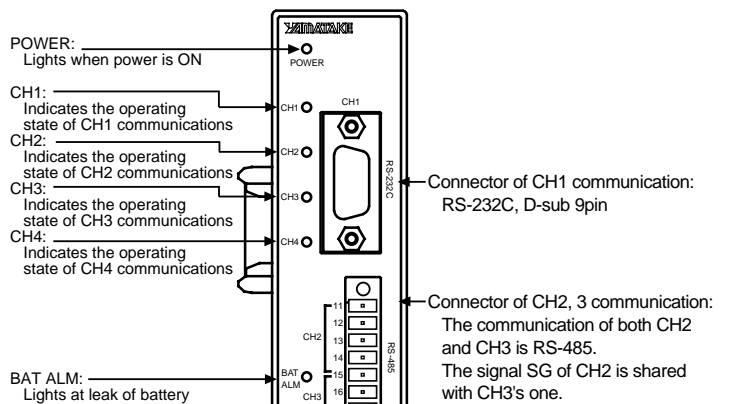 YAMATAKE
POWER:
Lights when power is ON
POWER
CH1:
Indicates the operating
state of CH1 communications
CH2:
Indicates the operating
state of CH2 communications
CH3:
Indicates the operating
state of CH3 communications
CH4:
Indicates the operating
state of CH4 communications
BAT ALM:
Lights at leak of battery
CH1
CH2
CH3
CH4
BAT
ALM
CH1
RS-232C
11
12
13
14
15
16
CH2
CH3
RS-485
Connector of CH1 communication:
RS-232C, D-sub 9pin
Connector of CH2, 3 communication:
The communication of both CH2
and CH3 is RS-485.
The signal SG of CH2 is shared
with CH3's one.